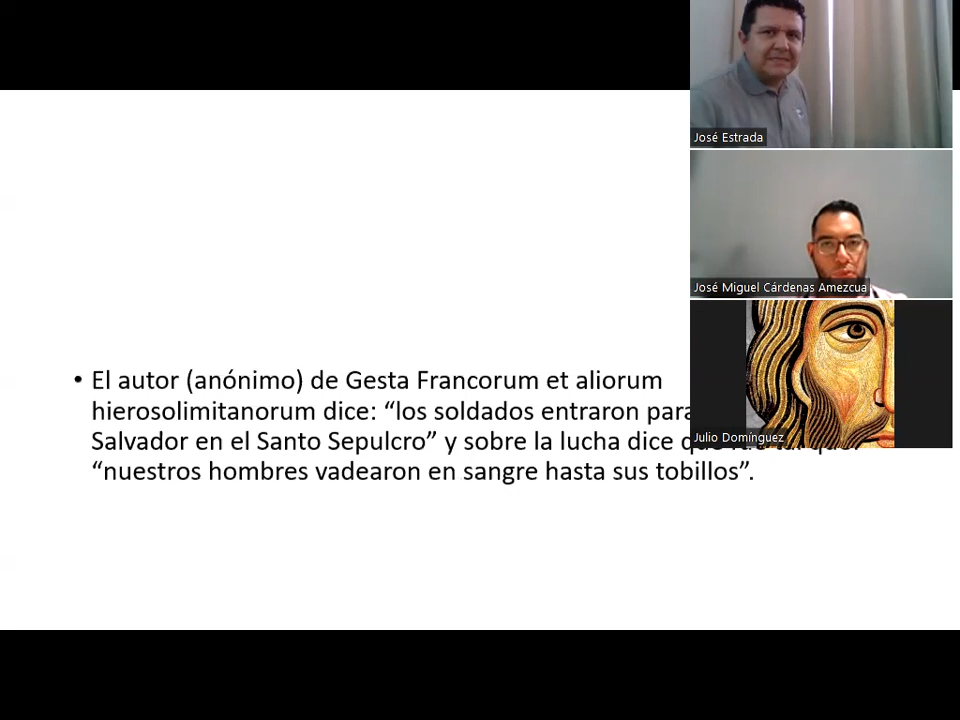 José Estrada
José Miguel Cárdenas Amezcua
Julio Domínguez
• El autor (anónimo) de Gesta Francorum et aliorum
hierosolimitanorum dice: “los soldados entraron para
Salvador en el Santo Sepulcro” y sobre la lucha dice
“nuestros hombres vadearon en sangre hasta sus tobillos”.